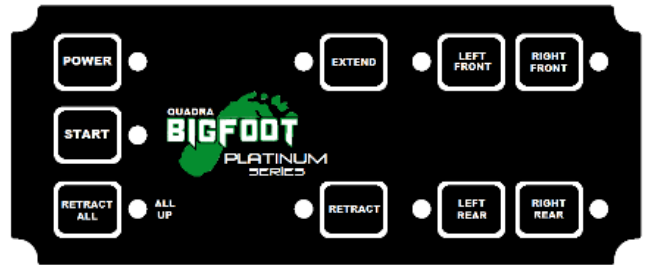 POWER
EXTEND
LEFT
FRONT
RIGHT
FRONT
START
QUADRA
BIGFOOT
PLATINUM
SERIES
RETRACT
ALL
ALL
UP
RETRACT
LEFT
REAR
RIGHT
REAR